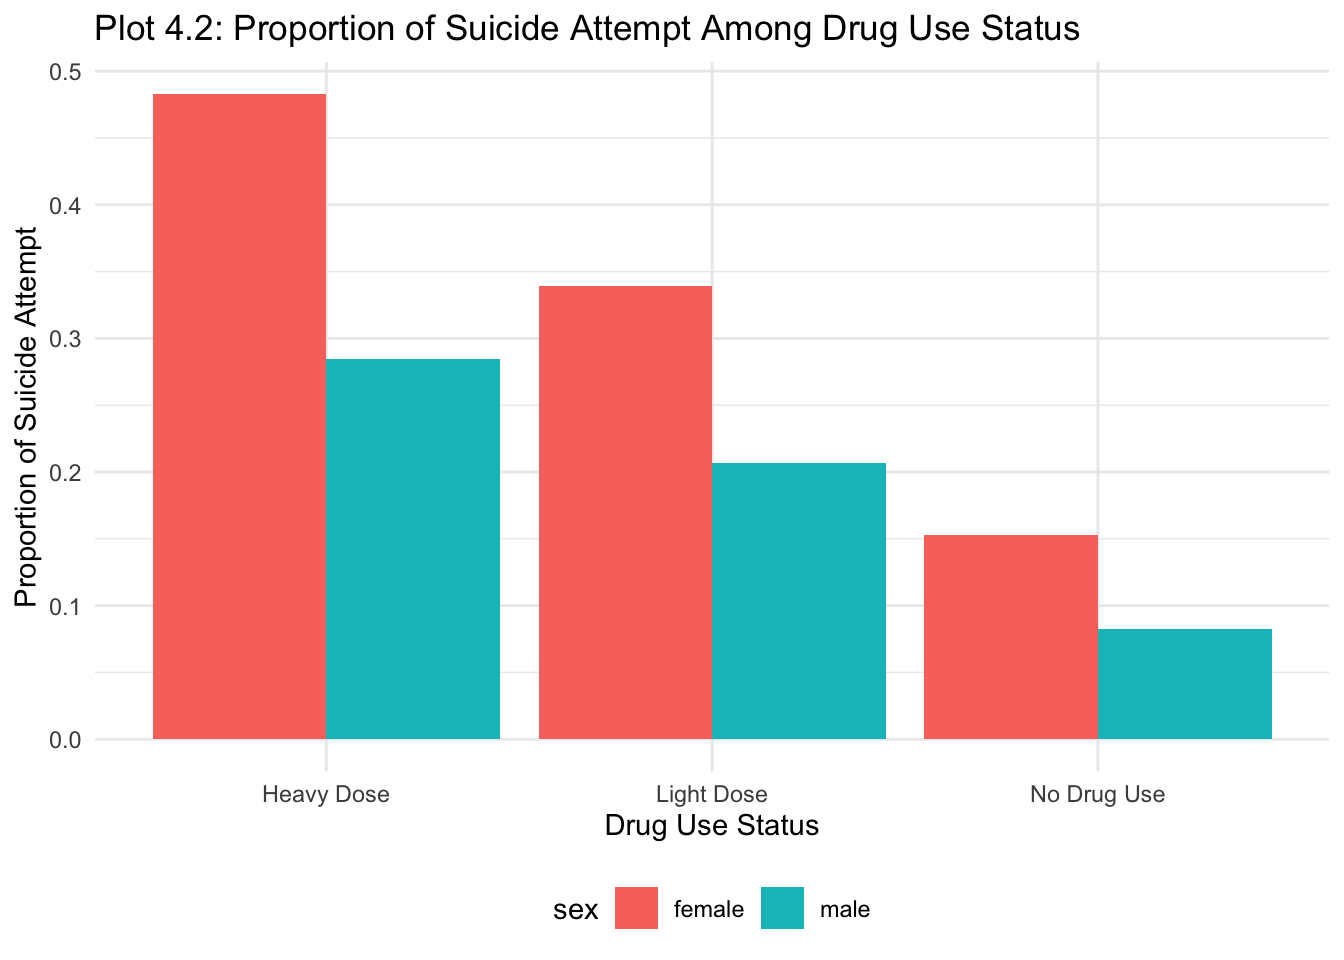 Plot 4.2: Proportion of Suicide Attempt Among Drug Use Status
Proportion of Suicide Attempt
0.5
0.4
0.3
0.2
0.1
0.0
Heavy Dose Light Dose No Drug Use
Drug Use Status
sex female male